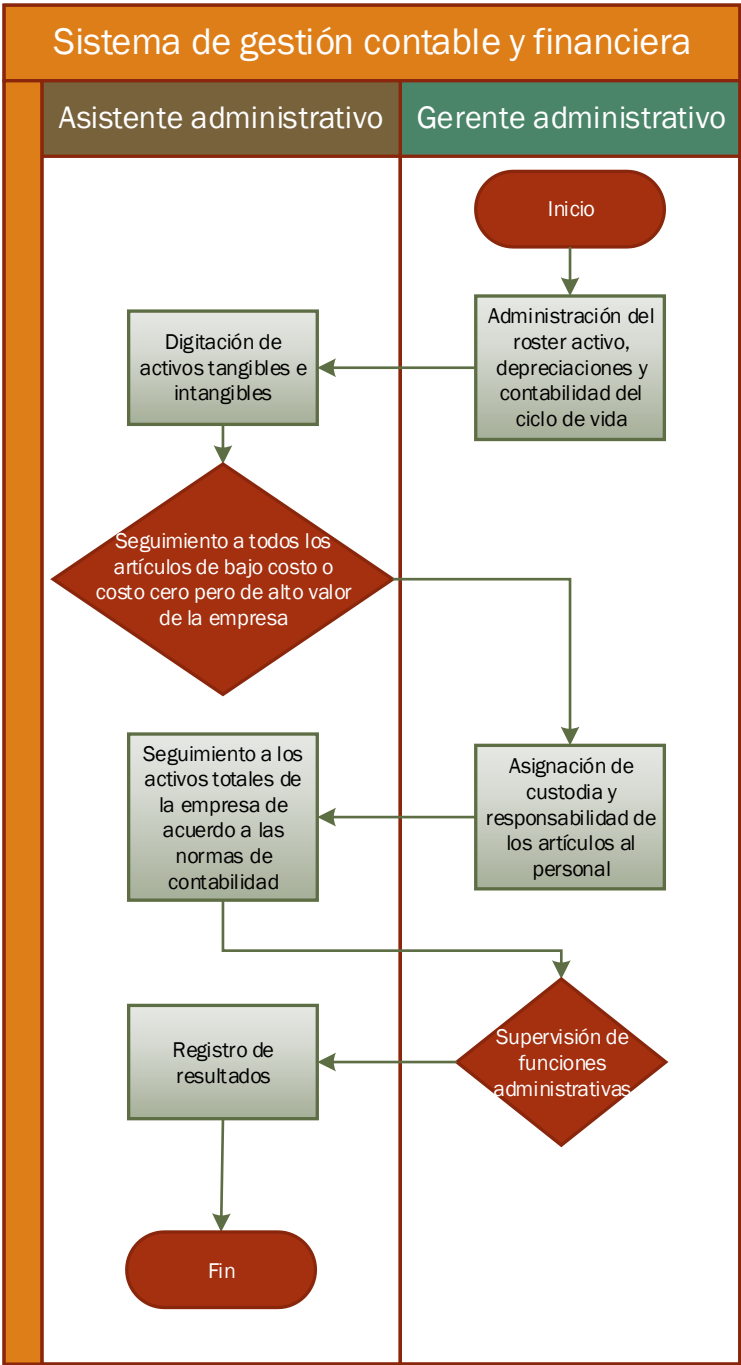 Sistema de gestión contable y financiera
Asistente administrativo
Gerente administrativo
Inicio
Administración del
roster activo,
depreciaciones y
contabilidad del
ciclo de vida
Digitación de
activos tangibles e
intangibles
Seguimiento a todos los
artículos de bajo costo o
costo cero pero de alto valor
de la empresa
Asignación de
custodia y
responsabilidad de
los artículos al
personal
Seguimiento a los
activos totales de
la empresa de
acuerdo a las
normas de
contabilidad
Supervisión de
funciones
administrativas
Registro de
resultados
Fin